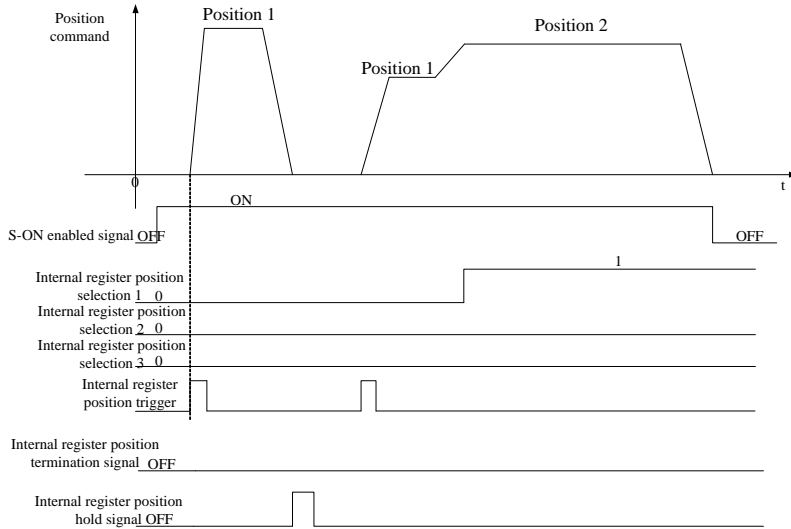 Position
command
Position 1
Position 1
Position 2
0
t
ON
S-ON enabled signal OFF
OFF
Internal register position
selection 1 0
1
Internal register position
selection 2 0
Internal register position
selection 3 0
Internal register
position trigger
Internal register position
termination signal OFF
Internal register position
hold signal OFF